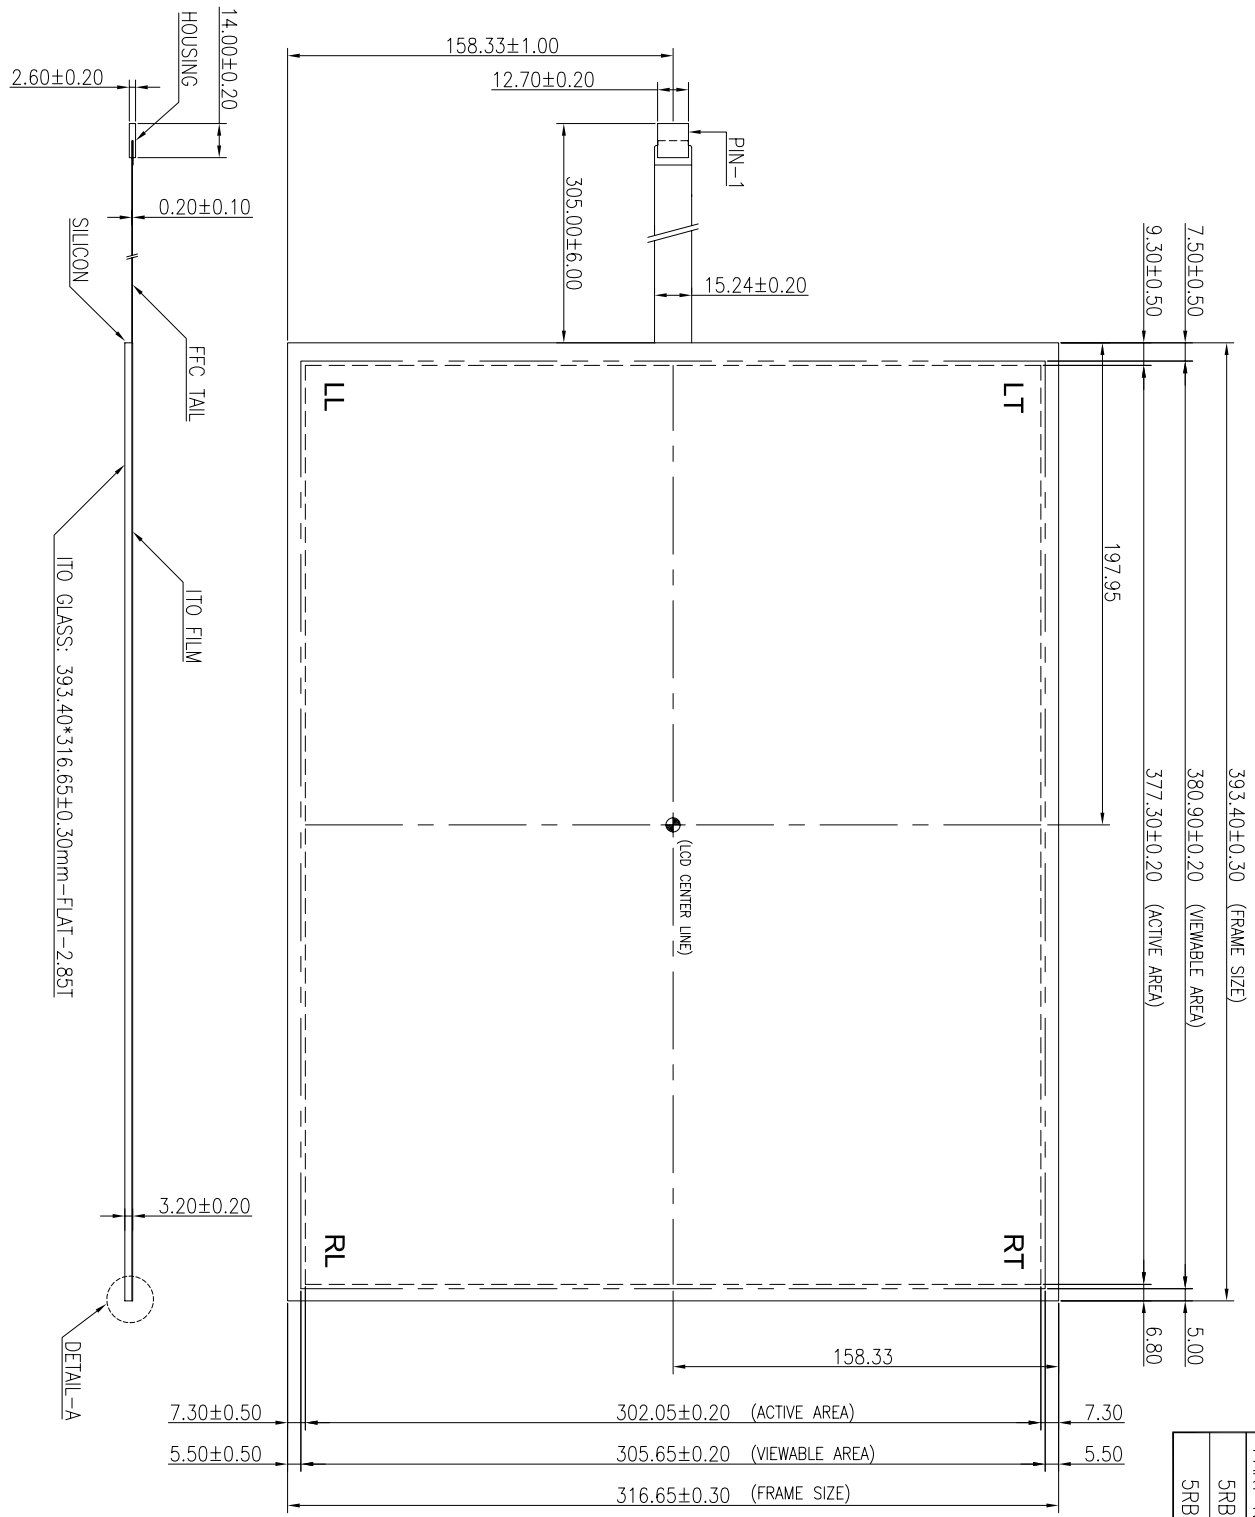 393.40±0.30 (FRAME SIZE)
380.90±0.20 (VIEWABLE AREA)
377.30±0.20 (ACTIVE AREA)
7.50±0.50
9.30±0.50
5.00
6.80
197.95
158.33±1.00
12.70±0.20
PIN-1
305.00±6.00
15.24±0.20
LT
LL
RT
RL
(LCD CENTER LINE)
158.33
7.30±0.50
302.05±0.20 (ACTIVE AREA)
7.30
5.50±0.50
305.65±0.20 (VIEWABLE AREA)
5.50
316.65±0.30 (FRAME SIZE)
14.00±0.20
HOUSING
2.60±0.20
0.20±0.10
SILICON
FFC TAIL
ITO FILM
ITO GLASS: 393.40*316.65±0.30mm-FLAT-2.85T
3.20±0.20
DETAIL-A
5RB
5RB